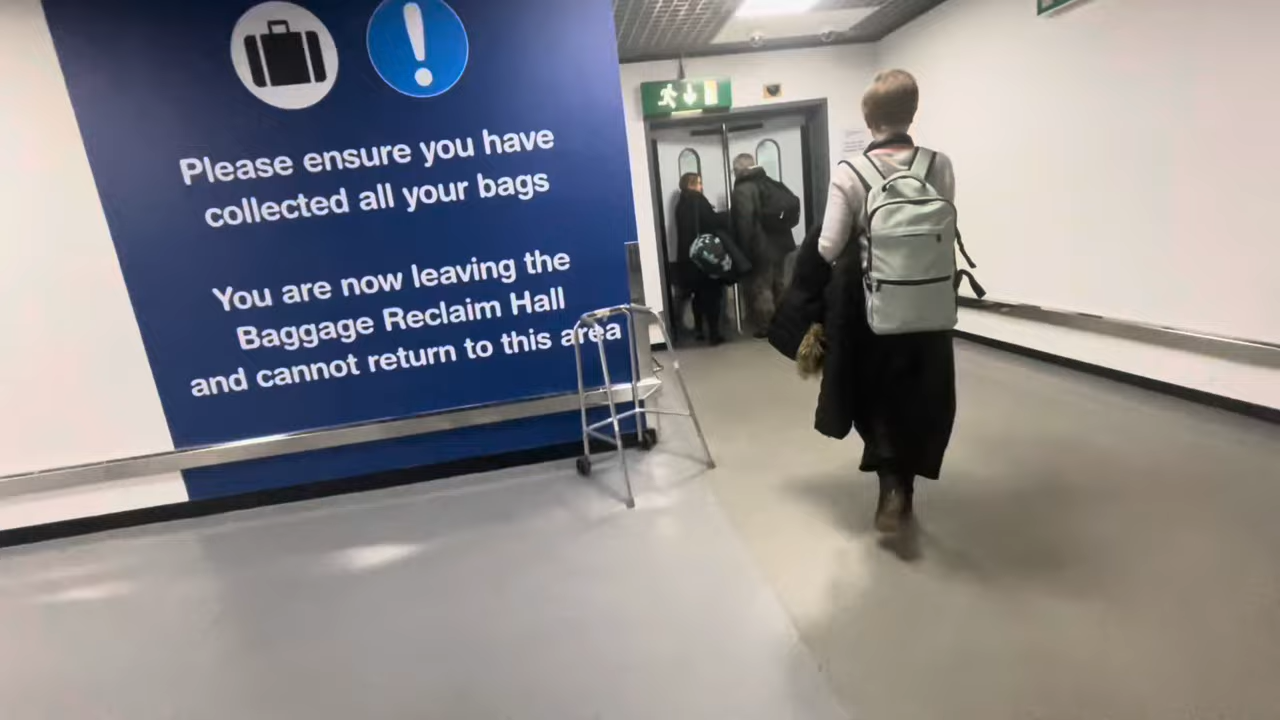 Please ensure you have
collected all your bags
You are now leaving the
Baggage Reclaim Hall
and cannot return to this area